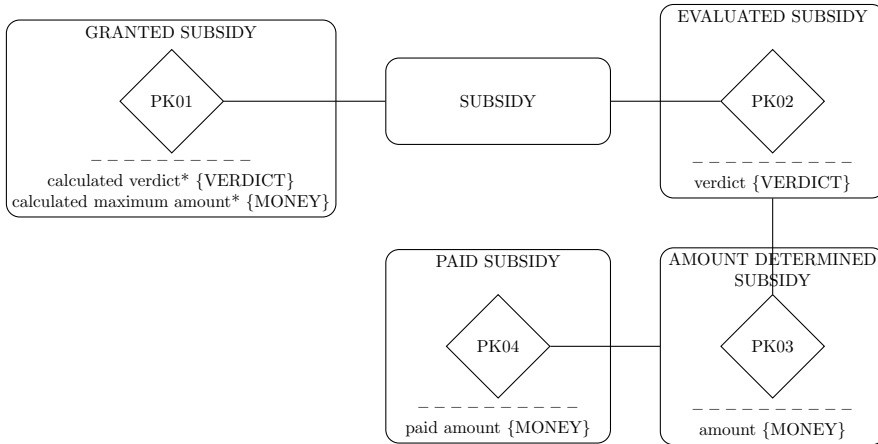 GRANTED SUBSIDY
PK01
calculated verdict* {VERDICT}
calculated maximum amount* {MONEY}
SUBSIDY
EVALUATED SUBSIDY
PK02
verdict {VERDICT}
PAID SUBSIDY
PK04
paid amount {MONEY}
AMOUNT DETERMINED
SUBSIDY
PK03
amount {MONEY}